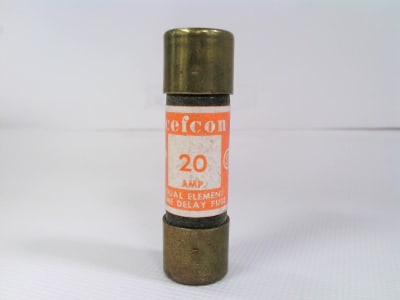 cefcon
20
AMP
DUAL ELEMENT
TIME DELAY FUSE